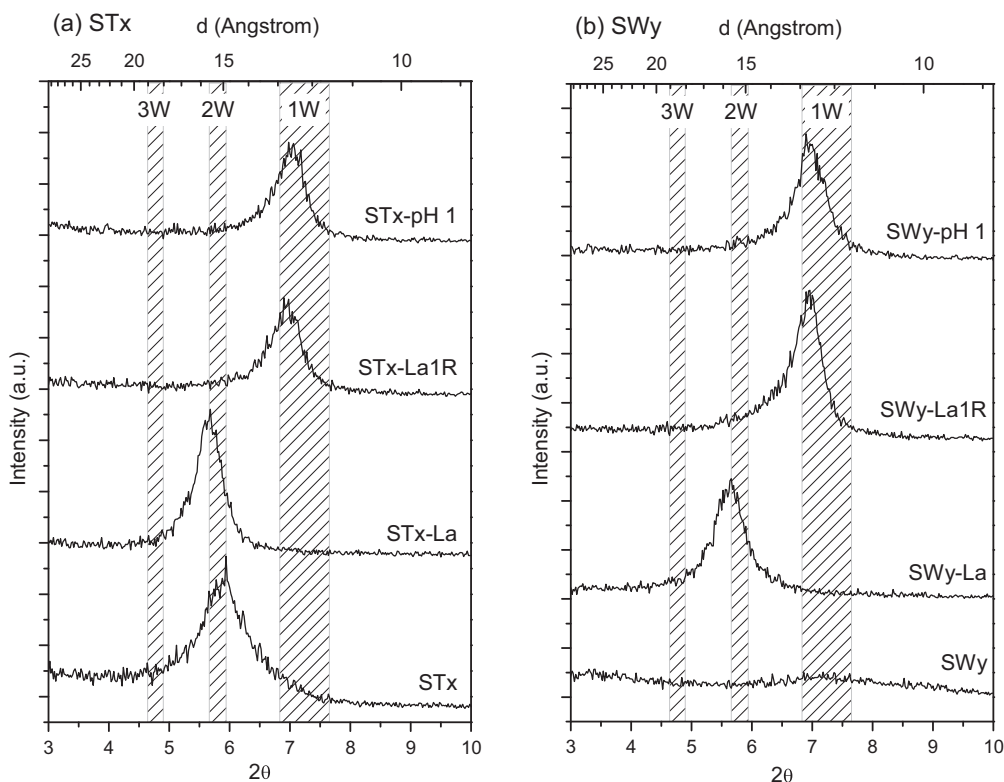 (a) STx
d (Angstrom)
25 20 15 10
3W 2W 1W
STx-pH 1
STx-La1R
STx-La
STx
Intensity (a.u.)
3 4 5 6 7 8 9 10
2θ
(b) SWy
d (Angstrom)
25 20 15 10
3W 2W 1W
SWy-pH 1
SWy-La1R
SWy-La
SWy
Intensity (a.u.)
3 4 5 6 7 8 9 10
2θ